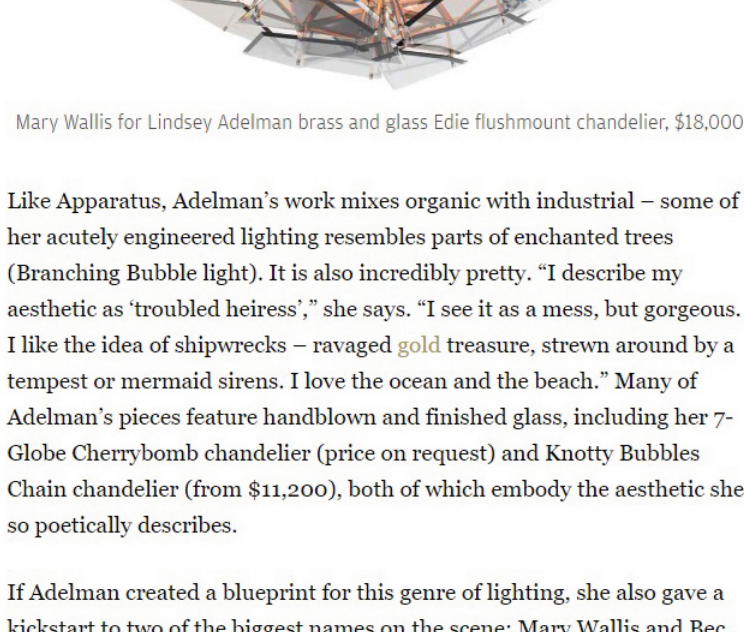 Mary Wallis for Lindsey Adelman brass and glass Edie flushmount chandelier, $18,000
Like Apparatus, Adelman’s work mixes organic with industrial – some of
her acutely engineered lighting resembles parts of enchanted trees
(Branching Bubble light). It is also incredibly pretty. “I describe my
aesthetic as ‘troubled heiress’,” she says. “I see it as a mess, but gorgeous.
I like the idea of shipwrecks – ravaged gold treasure, strewn around by a
tempest or mermaid sirens. I love the ocean and the beach.” Many of
Adelman’s pieces feature handblown and finished glass, including her 7-
Globe Cherrybomb chandelier (price on request) and Knotty Bubbles
Chain chandelier (from $11,200), both of which embody the aesthetic she
so poetically describes.
If Adelman created a blueprint for this genre of lighting, she also gave a
kickstart to two of the biggest names on the scene: Mary Wallis and Bec